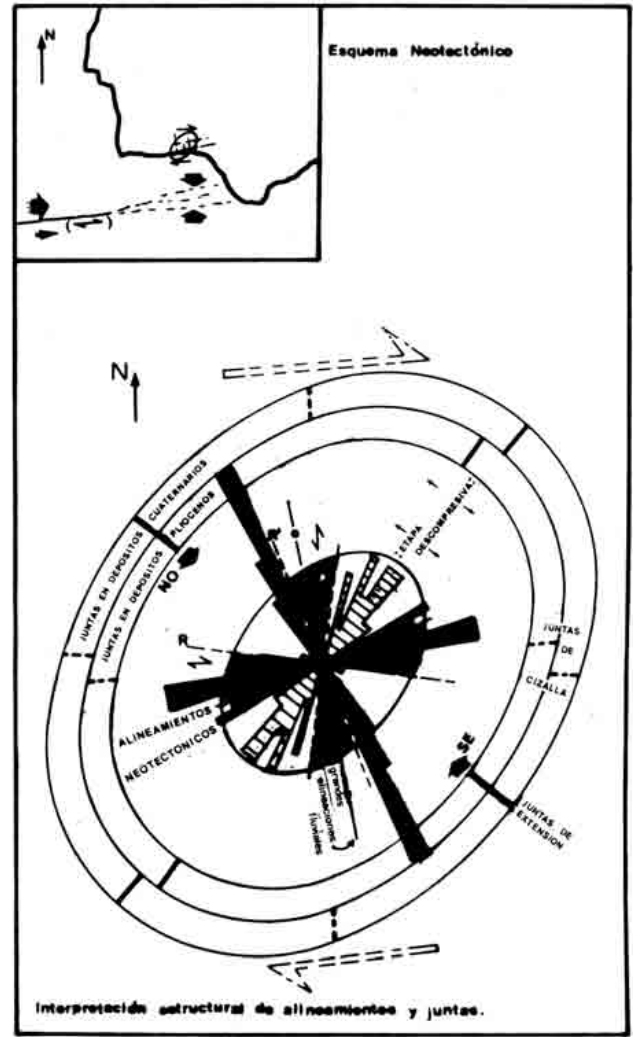 N
Esquema Neotectónico
N
JUNTAS EN DEPOSITOS
CUATERNARIOS
JUNTAS EN DEPOSITOS
PLIOCENOS
NO
R'
ETAPA
DESCOMPRESIVA
R
JUNTAS
DE
CIZALLA
ALINEAMIENTOS
NEOTECTONICOS
SE
JUNTAS DE
EXTENSION
grandes
alineaciones
fluviales
Interpretación estructural de alineamientos y juntas.